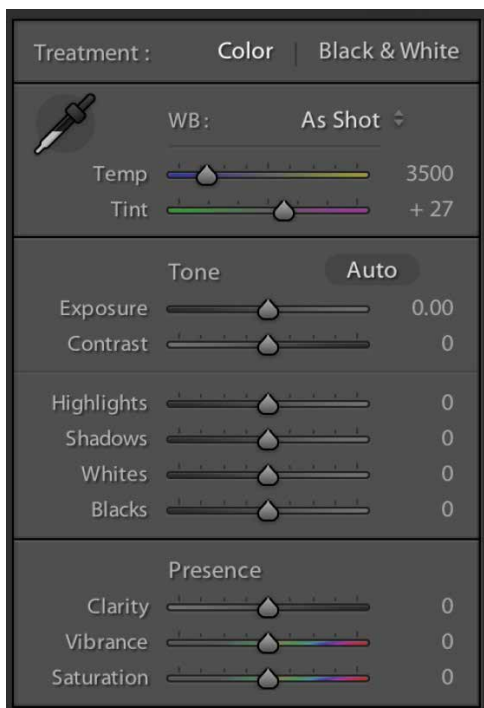 Treatment : Color | Black & White
WB: As Shot
Temp 3500
Tint + 27
Tone Auto
Exposure 0.00
Contrast 0
Highlights 0
Shadows 0
Whites 0
Blacks 0
Presence
Clarity 0
Vibrance 0
Saturation 0